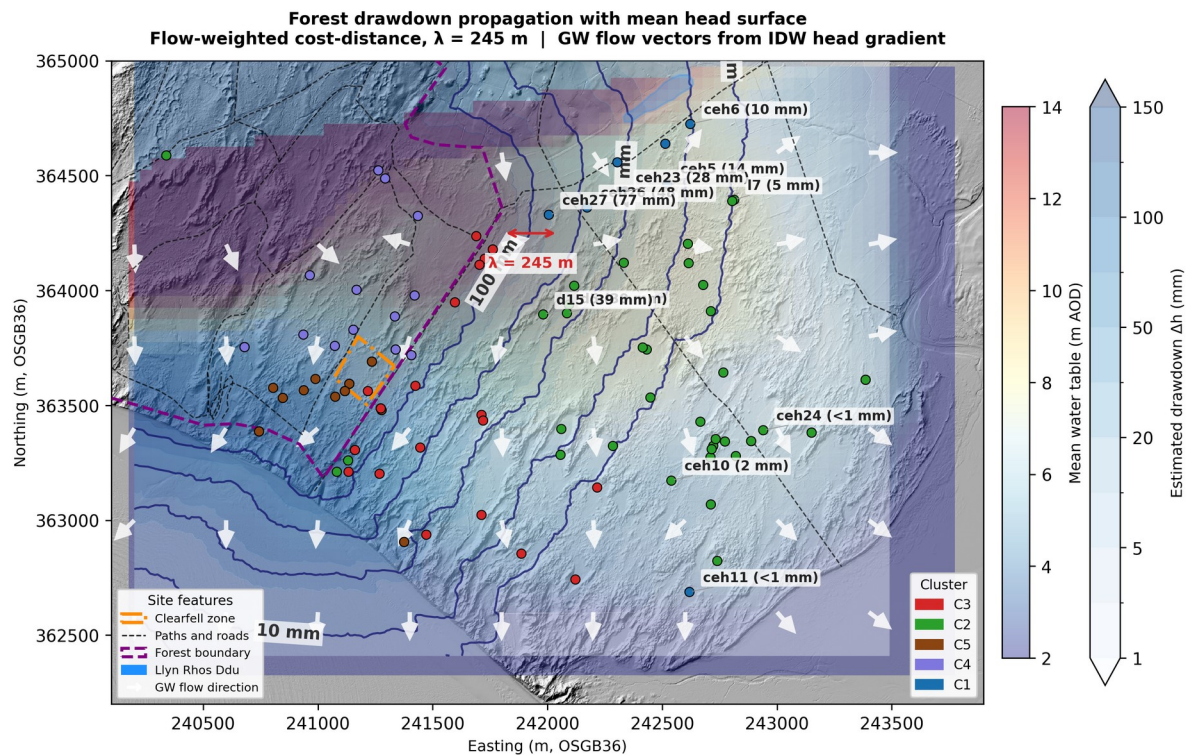 Forest drawdown propagation with mean head surface
Flow-weighted cost-distance, λ = 245 m | GW flow vectors from IDW head gradient
365000
364500
364000
363500
363000
362500
Northing (m, OSGB36)
240500
241000
241500
242000
242500
243000
243500
Easting (m, OSGB36)
m
mm
100
10 mm
ceh6 (10 mm)
ceh5 (14 mm)
ceh23 (28 mm)
l7 (5 mm)
(48 mm)
ceh27 (77 mm)
λ = 245 m
d15 (39 mm)
ceh24 (<1 mm)
ceh10 (2 mm)
ceh11 (<1 mm)
Site features
Clearfell zone
Paths and roads
Forest boundary
Llyn Rhos Ddu
GW flow direction
Cluster
C3
C2
C5
C4
C1
14
12
10
8
6
4
2
Mean water table (m AOD)
150
100
50
20
5
1
Estimated drawdown Δh (mm)